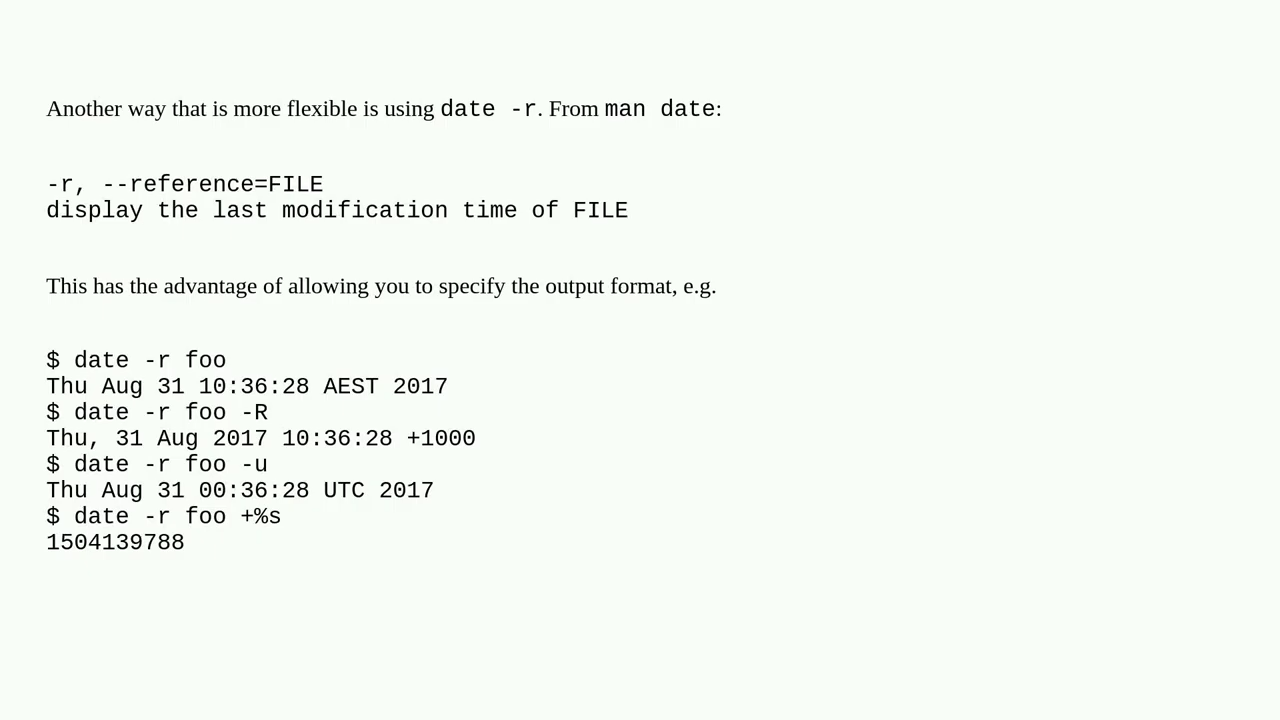 Another way that is more flexible is using date -r. From man date:
-r, --reference=FILE
display the last modification time of FILE
This has the advantage of allowing you to specify the output format, e.g.
$ date -r foo
Thu Aug 31 10:36:28 AEST 2017
$ date -r foo -R
Thu, 31 Aug 2017 10:36:28 +1000
$ date -r foo -u
Thu Aug 31 00:36:28 UTC 2017
$ date -r foo +%s
1504139788